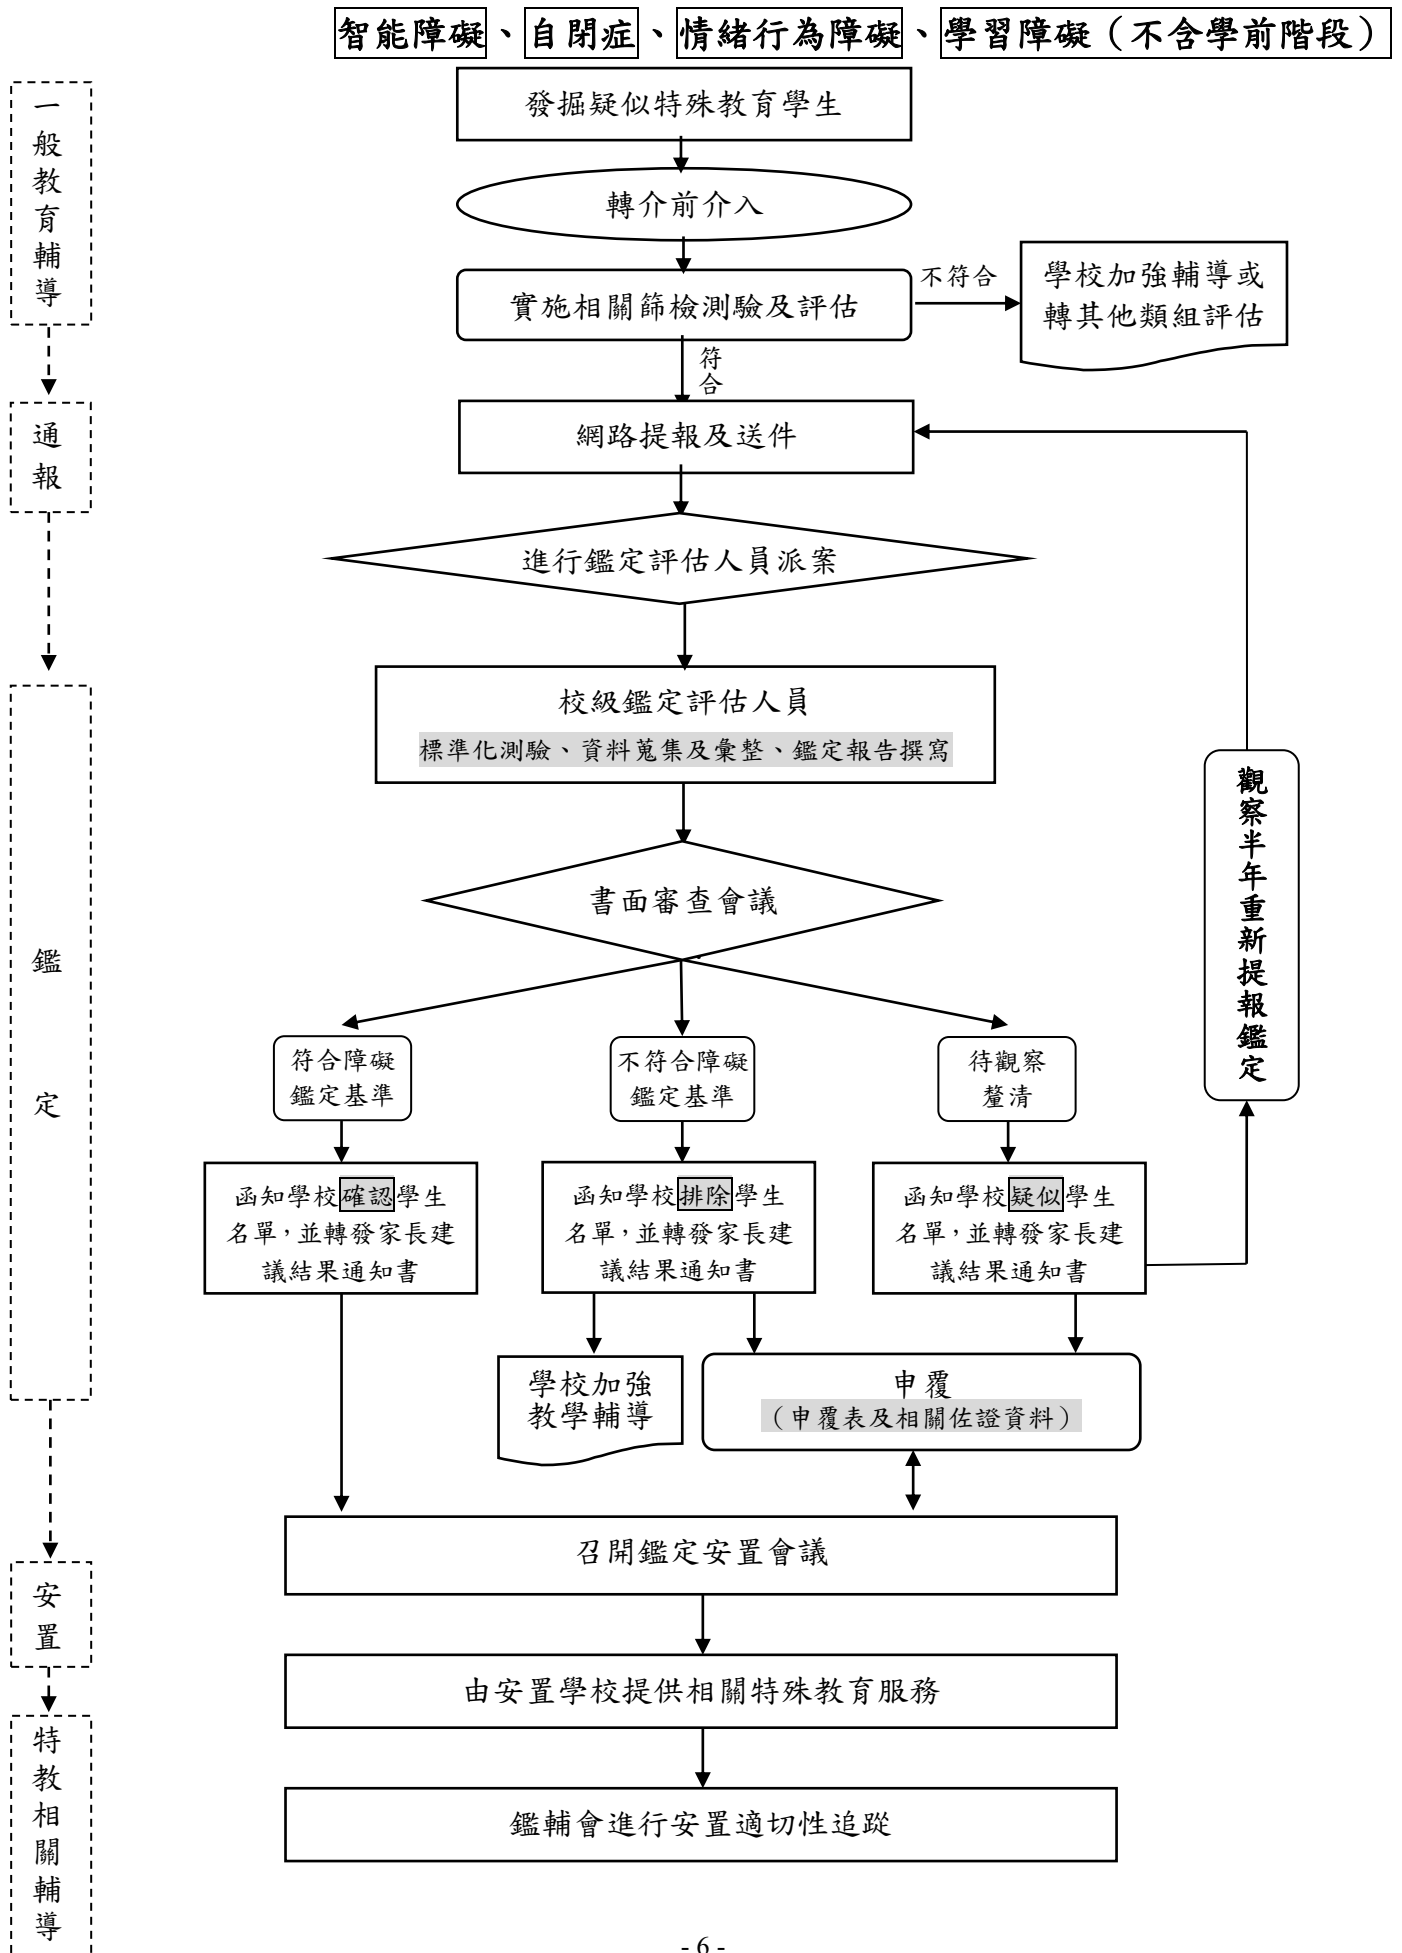 智能障礙、自閉症、情緒行為障礙、學習障礙（不含學前階段）
一般教育輔導
發掘疑似特殊教育學生
轉介前介入
實施相關篩檢測驗及評估
不符合
學校加強輔導或
轉其他類組評估
符合
通報
網路提報及送件
進行鑑定評估人員派案
鑑定
校級鑑定評估人員
標準化測驗、資料蒐集及彙整、鑑定報告撰寫
觀察半年重新提報鑑定
書面審查會議
符合障礙
鑑定基準
不符合障礙
鑑定基準
待觀察
釐清
函知學校確認學生
名單，並轉發家長建
議結果通知書
函知學校排除學生
名單，並轉發家長建
議結果通知書
函知學校疑似學生
名單，並轉發家長建
議結果通知書
學校加強
教學輔導
申覆
（申覆表及相關佐證資料）
安置
召開鑑定安置會議
由安置學校提供相關特殊教育服務
特教相關輔導
鑑輔會進行安置適切性追蹤
- 6 -